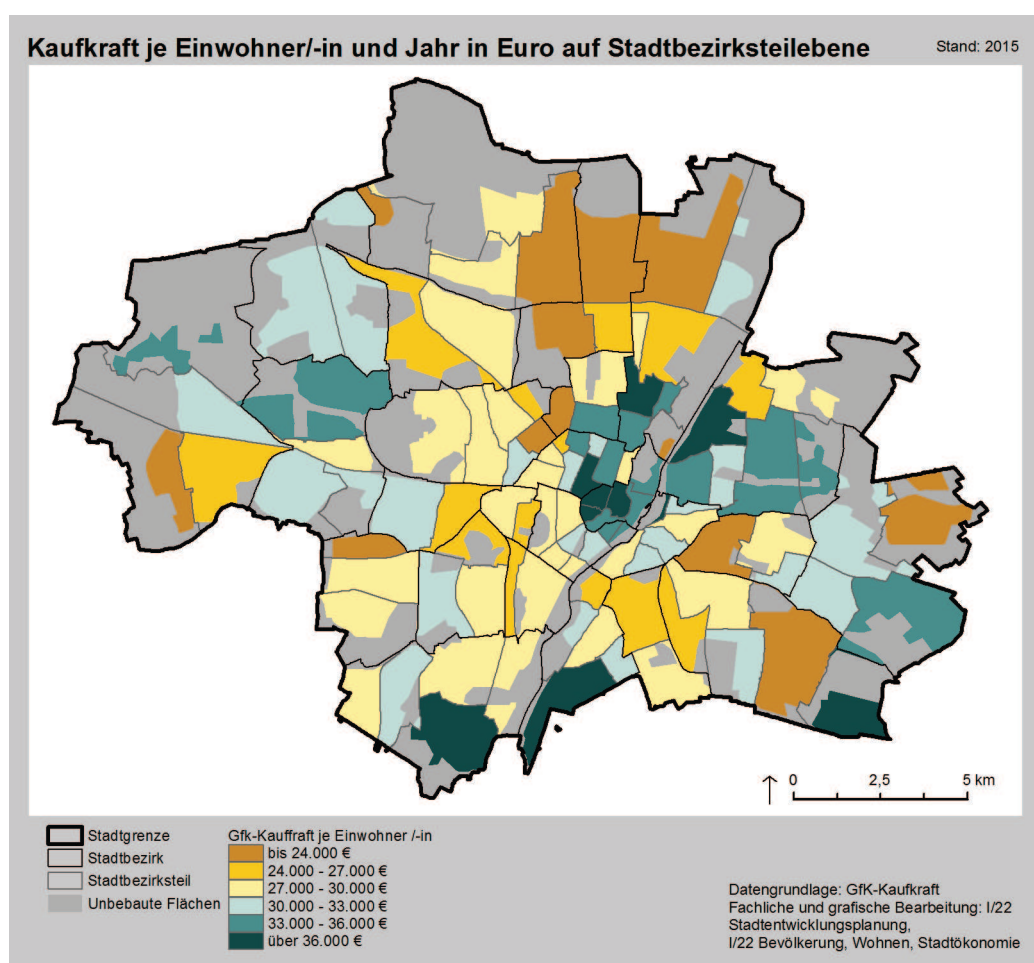 Kaufkraft je Einwohner/-in und Jahr in Euro auf Stadtbezirksteilebene
Stand: 2015
0 2,5 5 km
Stadtgrenze
Stadtbezirk
Stadtbezirksteil
Unbebaute Flächen
Gfk-Kauffraft je Einwohner /-in
bis 24.000 €
24.000 - 27.000 €
27.000 - 30.000 €
30.000 - 33.000 €
33.000 - 36.000 €
über 36.000 €
Datengrundlage: GfK-Kaufkraft
Fachliche und grafische Bearbeitung: I/22
Stadtentwicklungsplanung,
I/22 Bevölkerung, Wohnen, Stadtökonomie